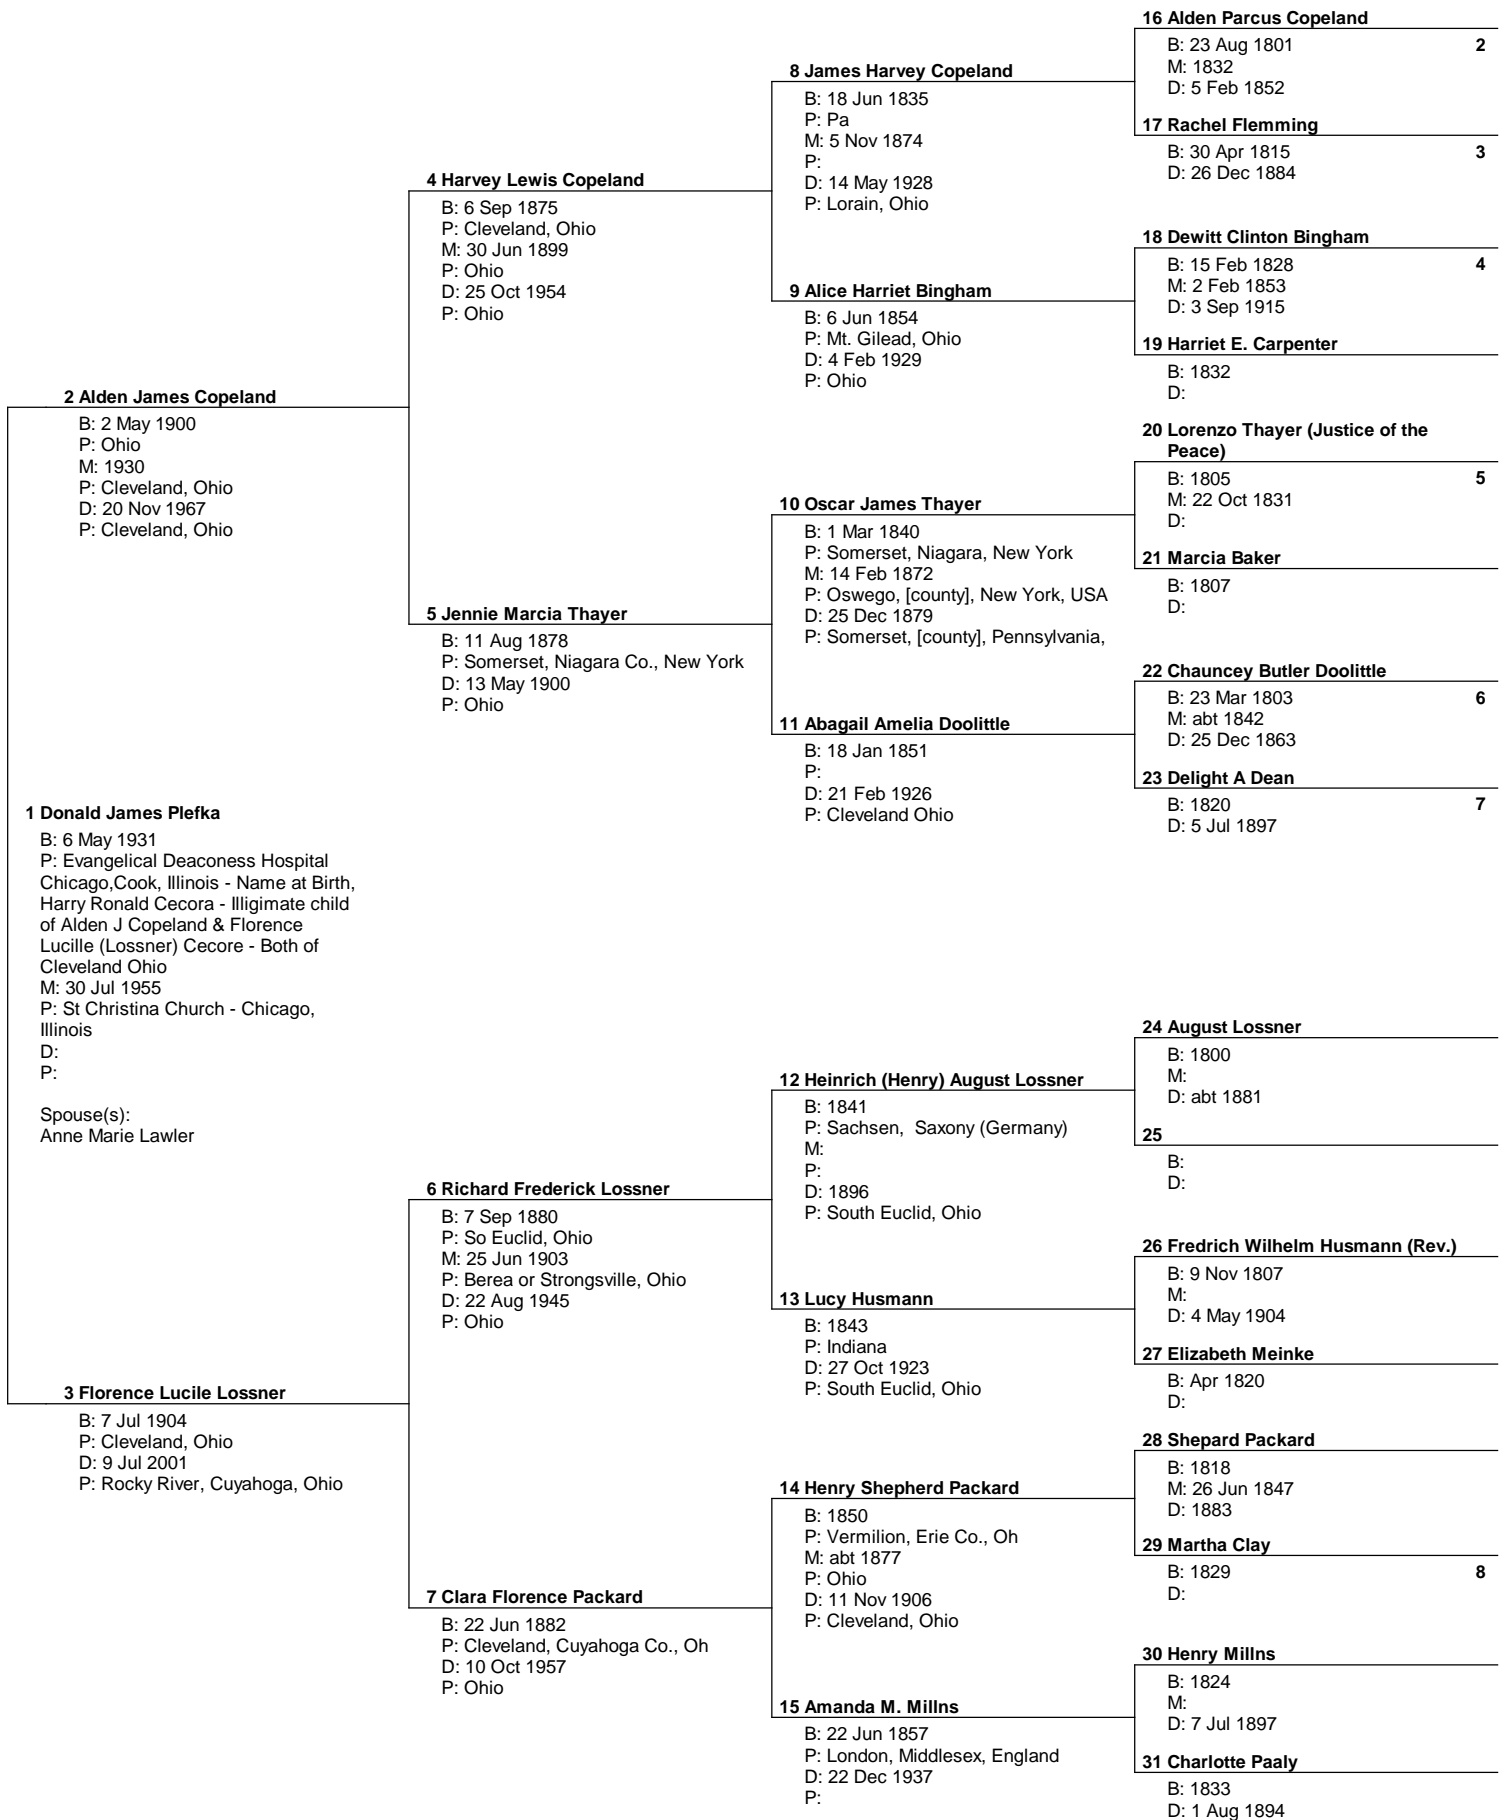 16 Alden Parcus Copeland
B: 23 Aug 1801 2
M: 1832
D: 5 Feb 1852
8 James Harvey Copeland
B: 18 Jun 1835
P: Pa
M: 5 Nov 1874
P:
D: 14 May 1928
P: Lorain, Ohio
17 Rachel Flemming
B: 30 Apr 1815 3
D: 26 Dec 1884
4 Harvey Lewis Copeland
B: 6 Sep 1875
P: Cleveland, Ohio
M: 30 Jun 1899
P: Ohio
D: 25 Oct 1954
P: Ohio
18 Dewitt Clinton Bingham
B: 15 Feb 1828 4
M: 2 Feb 1853
D: 3 Sep 1915
9 Alice Harriet Bingham
B: 6 Jun 1854
P: Mt. Gilead, Ohio
D: 4 Feb 1929
P: Ohio
19 Harriet E. Carpenter
B: 1832
D:
2 Alden James Copeland
B: 2 May 1900
P: Ohio
M: 1930
P: Cleveland, Ohio
D: 20 Nov 1967
P: Cleveland, Ohio
20 Lorenzo Thayer (Justice of the
Peace)
B: 1805 5
M: 22 Oct 1831
D:
10 Oscar James Thayer
B: 1 Mar 1840
P: Somerset, Niagara, New York
M: 14 Feb 1872
P: Oswego, [county], New York, USA
D: 25 Dec 1879
P: Somerset, [county], Pennsylvania,
21 Marcia Baker
B: 1807
D:
5 Jennie Marcia Thayer
B: 11 Aug 1878
P: Somerset, Niagara Co., New York
D: 13 May 1900
P: Ohio
22 Chauncey Butler Doolittle
B: 23 Mar 1803 6
M: abt 1842
D: 25 Dec 1863
11 Abagail Amelia Doolittle
B: 18 Jan 1851
P:
D: 21 Feb 1926
P: Cleveland Ohio
23 Delight A Dean
B: 1820 7
D: 5 Jul 1897
1 Donald James Plefka
B: 6 May 1931
P: Evangelical Deaconess Hospital
Chicago,Cook, Illinois - Name at Birth,
Harry Ronald Cecora - Illigimate child
of Alden J Copeland & Florence
Lucille (Lossner) Cecore - Both of
Cleveland Ohio
M: 30 Jul 1955
P: St Christina Church - Chicago,
Illinois
D:
P:
Spouse(s):
Anne Marie Lawler
24 August Lossner
B: 1800
M:
D: abt 1881
12 Heinrich (Henry) August Lossner
B: 1841
P: Sachsen, Saxony (Germany)
M:
P:
D: 1896
P: South Euclid, Ohio
25
B:
D:
6 Richard Frederick Lossner
B: 7 Sep 1880
P: So Euclid, Ohio
M: 25 Jun 1903
P: Berea or Strongsville, Ohio
D: 22 Aug 1945
P: Ohio
26 Fredrich Wilhelm Husmann (Rev.)
B: 9 Nov 1807
M:
D: 4 May 1904
13 Lucy Husmann
B: 1843
P: Indiana
D: 27 Oct 1923
P: South Euclid, Ohio
27 Elizabeth Meinke
B: Apr 1820
D:
3 Florence Lucile Lossner
B: 7 Jul 1904
P: Cleveland, Ohio
D: 9 Jul 2001
P: Rocky River, Cuyahoga, Ohio
28 Shepard Packard
B: 1818
M: 26 Jun 1847
D: 1883
14 Henry Shepherd Packard
B: 1850
P: Vermilion, Erie Co., Oh
M: abt 1877
P: Ohio
D: 11 Nov 1906
P: Cleveland, Ohio
29 Martha Clay
B: 1829 8
D:
7 Clara Florence Packard
B: 22 Jun 1882
P: Cleveland, Cuyahoga Co., Oh
D: 10 Oct 1957
P: Ohio
30 Henry Millns
B: 1824
M:
D: 7 Jul 1897
15 Amanda M. Millns
B: 22 Jun 1857
P: London, Middlesex, England
D: 22 Dec 1937
P:
31 Charlotte Paaly
B: 1833
D: 1 Aug 1894